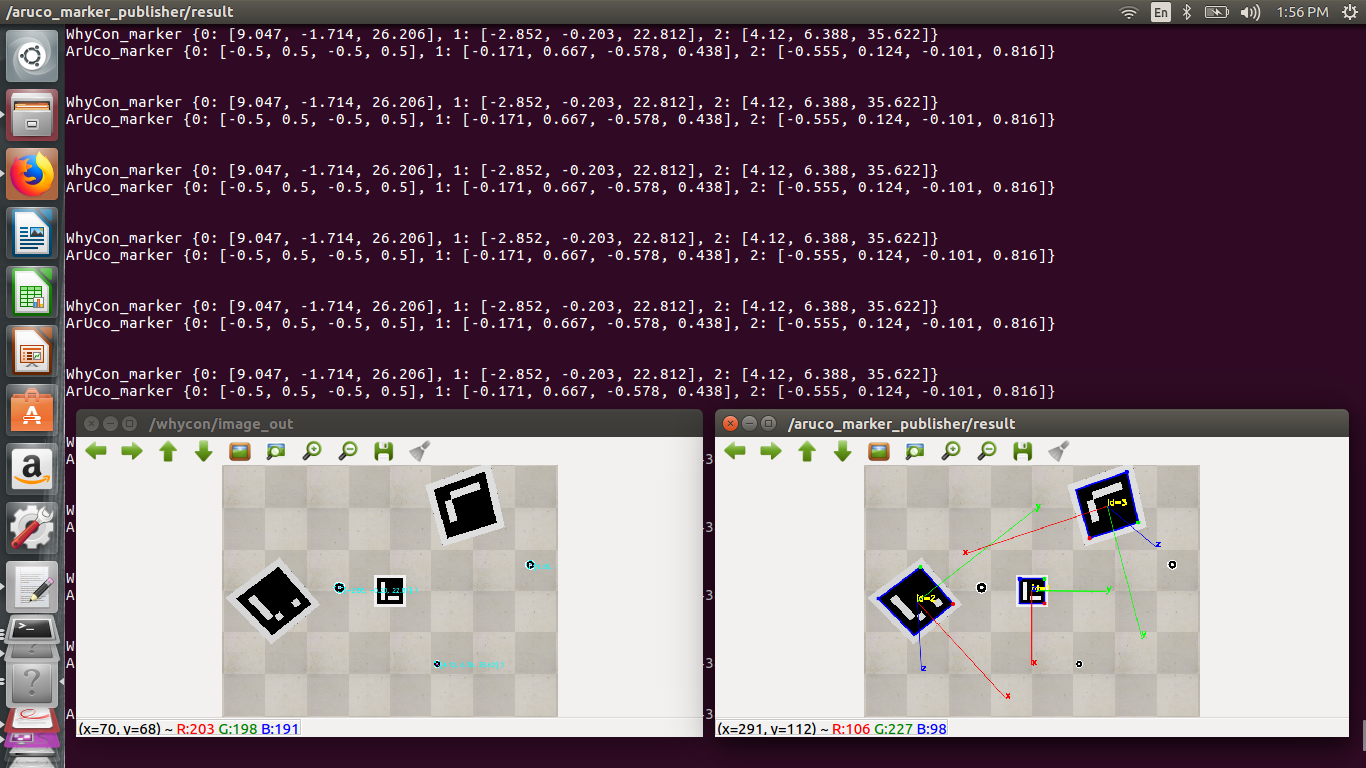 /aruco_marker_publisher/result
En
1:56 PM
WhyCon_marker {0: [9.047, -1.714, 26.206], 1: [-2.852, -0.203, 22.812], 2: [4.12, 6.388, 35.622]}
ArUco_marker {0: [-0.5, 0.5, -0.5, 0.5], 1: [-0.171, 0.667, -0.578, 0.438], 2: [-0.555, 0.124, -0.101, 0.816]}
WhyCon_marker {0: [9.047, -1.714, 26.206], 1: [-2.852, -0.203, 22.812], 2: [4.12, 6.388, 35.622]}
ArUco_marker {0: [-0.5, 0.5, -0.5, 0.5], 1: [-0.171, 0.667, -0.578, 0.438], 2: [-0.555, 0.124, -0.101, 0.816]}
WhyCon_marker {0: [9.047, -1.714, 26.206], 1: [-2.852, -0.203, 22.812], 2: [4.12, 6.388, 35.622]}
ArUco_marker {0: [-0.5, 0.5, -0.5, 0.5], 1: [-0.171, 0.667, -0.578, 0.438], 2: [-0.555, 0.124, -0.101, 0.816]}
WhyCon_marker {0: [9.047, -1.714, 26.206], 1: [-2.852, -0.203, 22.812], 2: [4.12, 6.388, 35.622]}
ArUco_marker {0: [-0.5, 0.5, -0.5, 0.5], 1: [-0.171, 0.667, -0.578, 0.438], 2: [-0.555, 0.124, -0.101, 0.816]}
WhyCon_marker {0: [9.047, -1.714, 26.206], 1: [-2.852, -0.203, 22.812], 2: [4.12, 6.388, 35.622]}
ArUco_marker {0: [-0.5, 0.5, -0.5, 0.5], 1: [-0.171, 0.667, -0.578, 0.438], 2: [-0.555, 0.124, -0.101, 0.816]}
WhyCon_marker {0: [9.047, -1.714, 26.206], 1: [-2.852, -0.203, 22.812], 2: [4.12, 6.388, 35.622]}
ArUco_marker {0: [-0.5, 0.5, -0.5, 0.5], 1: [-0.171, 0.667, -0.578, 0.438], 2: [-0.555, 0.124, -0.101, 0.816]}
/whycon/image_out
(x=70, y=68) ~ R:203 G:198 B:191
/aruco_marker_publisher/result
id=3
y
x
z
id=2
y
y
x
z
x
(x=291, y=112) ~ R:106 G:227 B:98